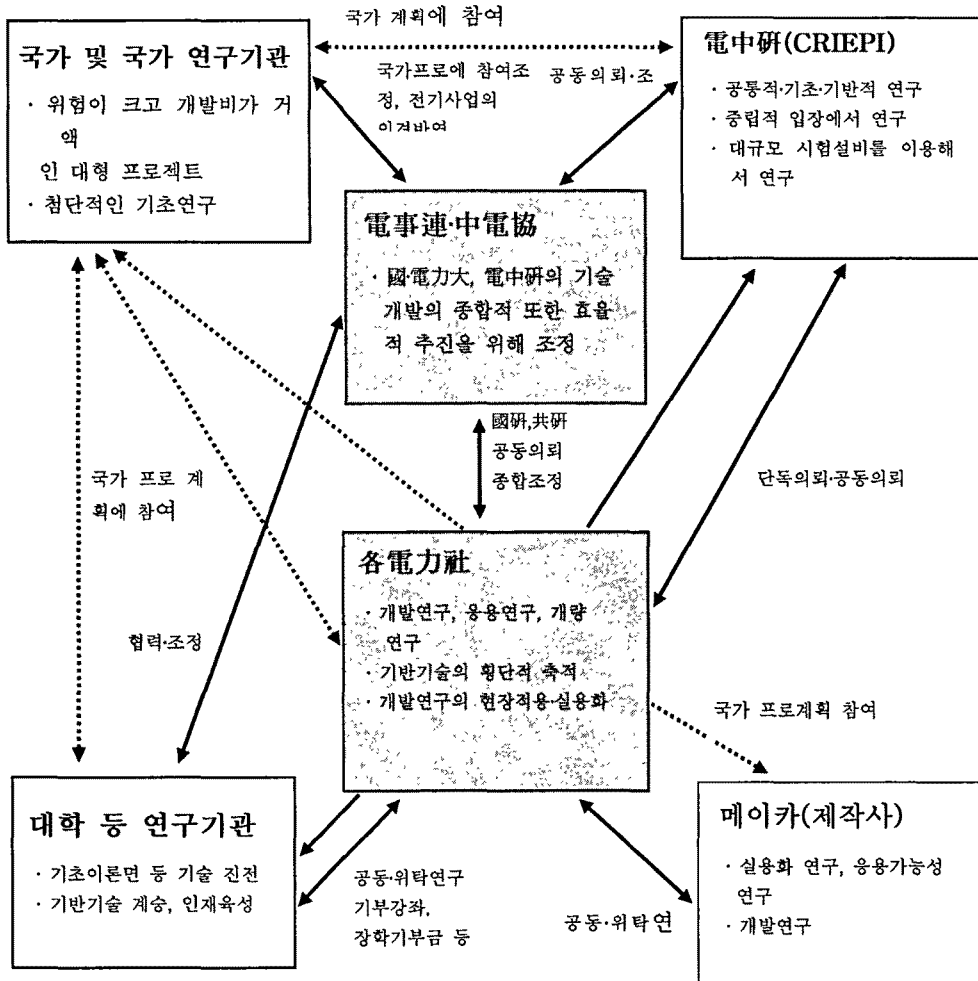 국가 계획에 참여
국가 및 국가 연구기관
· 위험이 크고 개발비가 거
액
인 대형 프로젝트
· 첨단적인 기초연구
국가프로에 참여조
정, 전기사업의
의견반영
공동의뢰·조
電中硏(CRIEPI)
· 공통적·기초·기반적 연구
· 중립적 입장에서 연구
· 대규모 시험설비를 이용해
서 연구
電事連·中電協
· 國·電力大, 電中硏의 기술
개발의 종합적 또한 효율
적 추진을 위해 조정
國硏,共硏
공동의뢰
종합조정
국가 프로 계
획에 참여
단독의뢰·공동의뢰
各電力社
· 개발연구, 응용연구, 개량
연구
· 기반기술의 횡단적 축적
· 개발연구의 현장적용·실용화
협력·조정
국가 프로계획 참여
대학 등 연구기관
· 기초이론면 등 기술 진전
· 기반기술 계승, 인재육성
공동·위탁연구
기부강좌,
장학기부금 등
공동·위탁연
메이카(제작사)
· 실용화 연구, 응용가능성
연구
· 개발연구